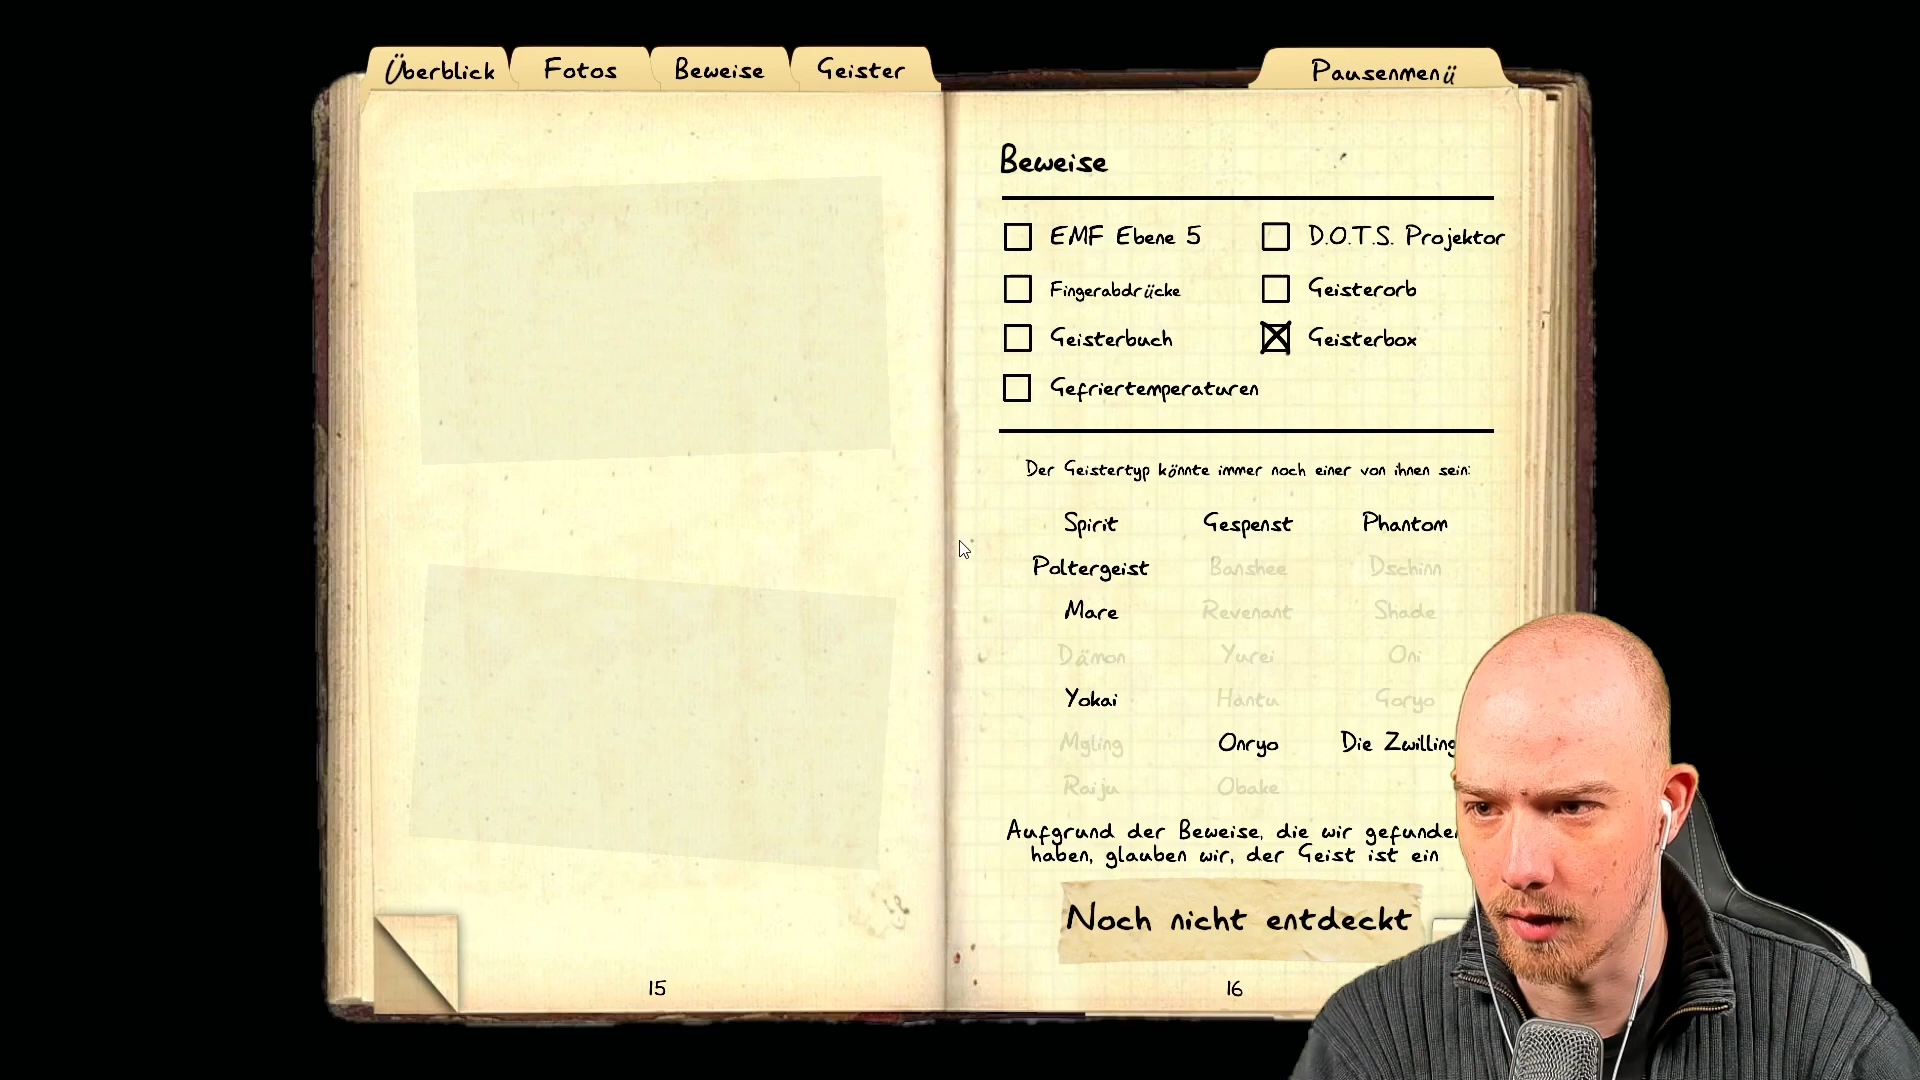 Überblick Fotos Beweise Geister Pausenmenü
Beweise
EMF Ebene 5 D.O.T.S. Projektor
Fingerabdrücke Geisterorb
Geisterbuch Geisterbox
Gefriertemperaturen
Der Geistertyp könnte immer noch einer von ihnen sein:
Spirit Gespenst Phantom
Poltergeist Banshee Dschinn
Mare Revenant Shade
Dämon Yurei Oni
Yokai Hantu Goryo
Myling Onryo Die Zwilling
Raiju Obake
Aufgrund der Beweise, die wir gefunden
haben, glauben wir, der Geist ist ein
Noch nicht entdeckt
15 16